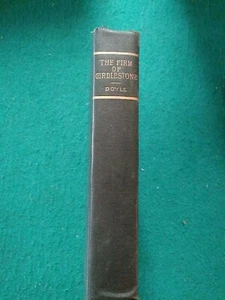 THE FIRM
OF
GIRDLESTONE
DOYLE